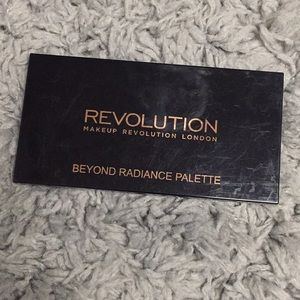 REVOLUTION
MAKEUP REVOLUTION LONDON
BEYOND RADIANCE PALETTE